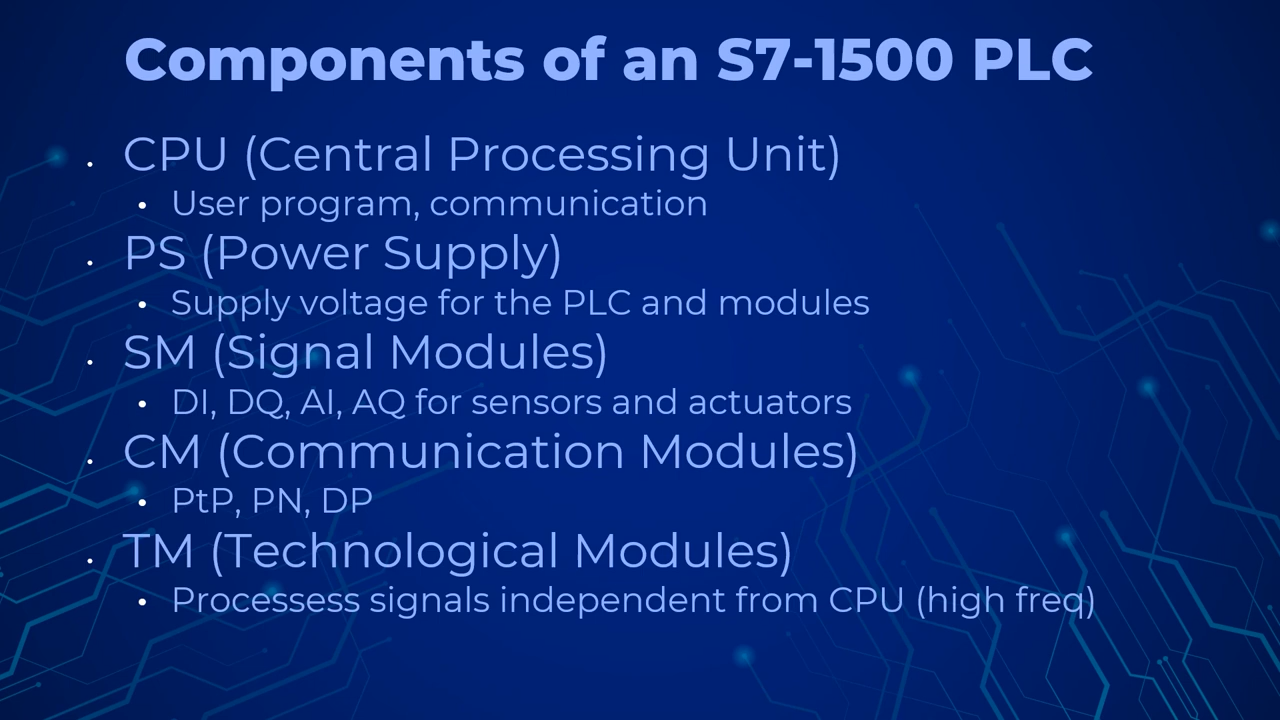 Components of an S7-1500 PLC
• CPU (Central Processing Unit)
• User program, communication
• PS (Power Supply)
• Supply voltage for the PLC and modules
• SM (Signal Modules)
• DI, DQ, AI, AQ for sensors and actuators
• CM (Communication Modules)
• PtP, PN, DP
• TM (Technological Modules)
• Processess signals independent from CPU (high freq)